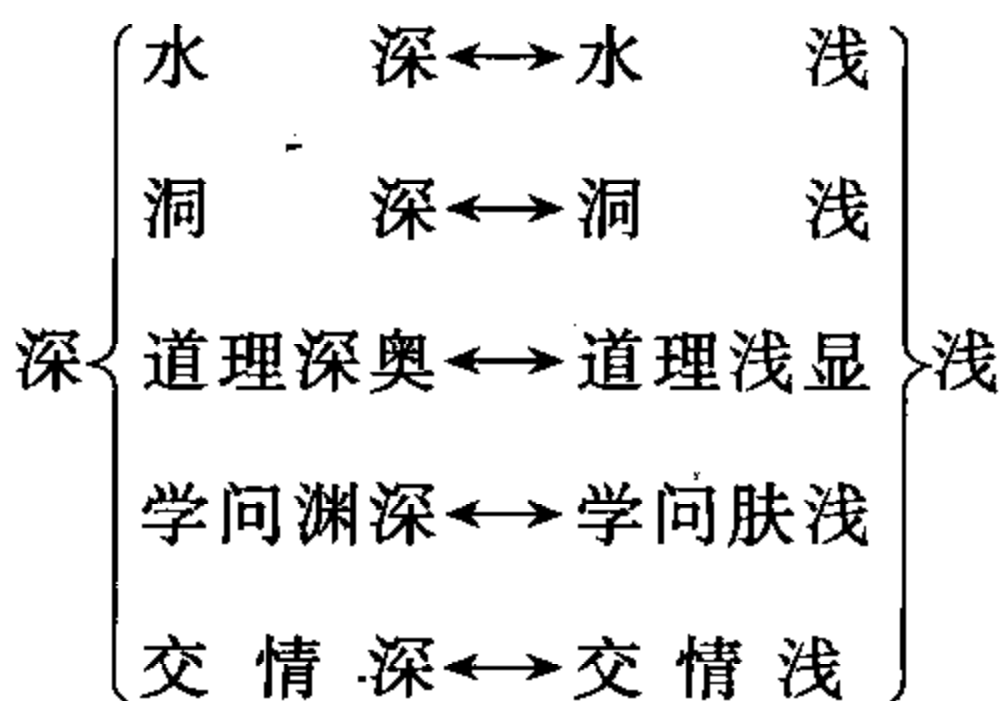 水 深↔水 浅
洞 深↔洞 浅
深{道理深奥↔道理浅显}浅
学问渊深↔学问肤浅
交情深↔交情浅